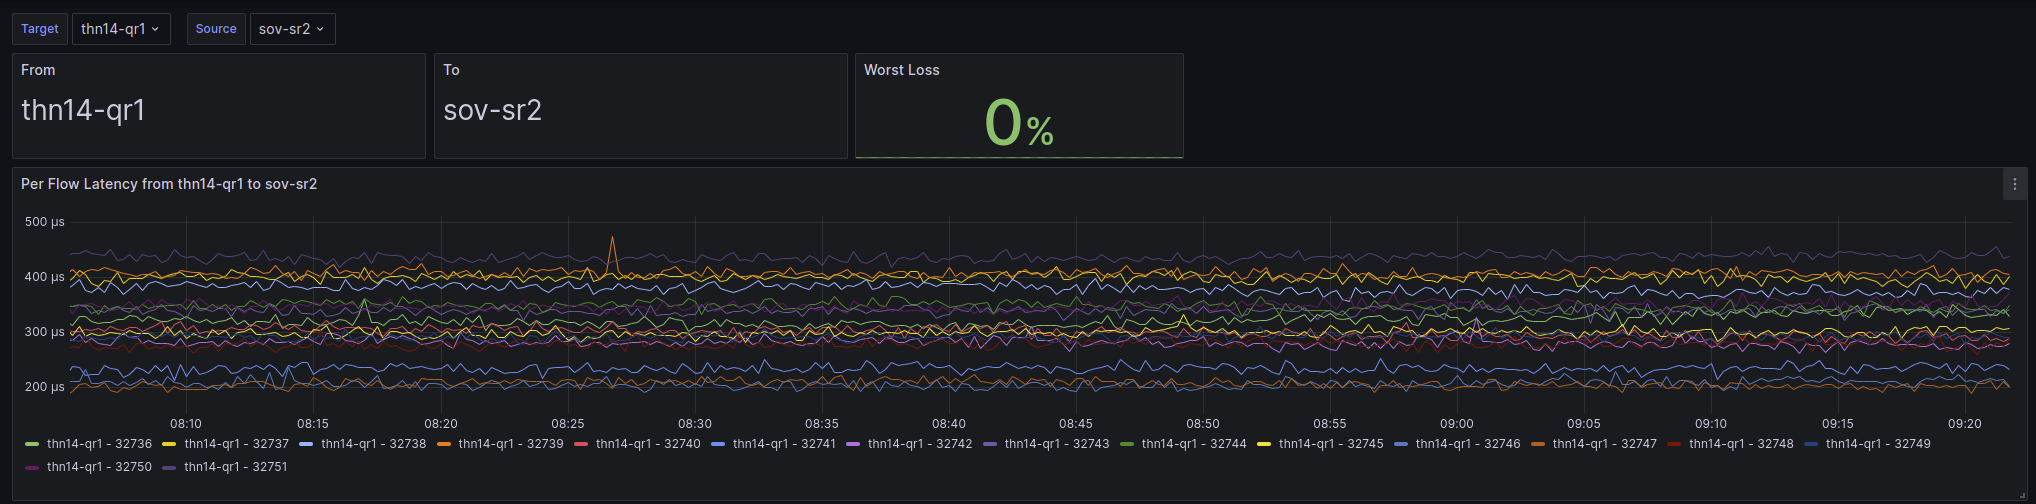 Target thn14-qr1 Source sov-sr2
From To Worst Loss
thn14-qr1 sov-sr2 0%
Per Flow Latency from thn14-qr1 to sov-sr2
500 µs
400 µs
300 µs
200 µs
08:10 08:15 08:20 08:25 08:30 08:35 08:40 08:45 08:50 08:55 09:00 09:05 09:10 09:15 09:20
thn14-qr1 - 32736 thn14-qr1 - 32737 thn14-qr1 - 32738 thn14-qr1 - 32739 thn14-qr1 - 32740 thn14-qr1 - 32741 thn14-qr1 - 32742 thn14-qr1 - 32743 thn14-qr1 - 32744 thn14-qr1 - 32745 thn14-qr1 - 32746 thn14-qr1 - 32747 thn14-qr1 - 32748 thn14-qr1 - 32749
thn14-qr1 - 32750 thn14-qr1 - 32751